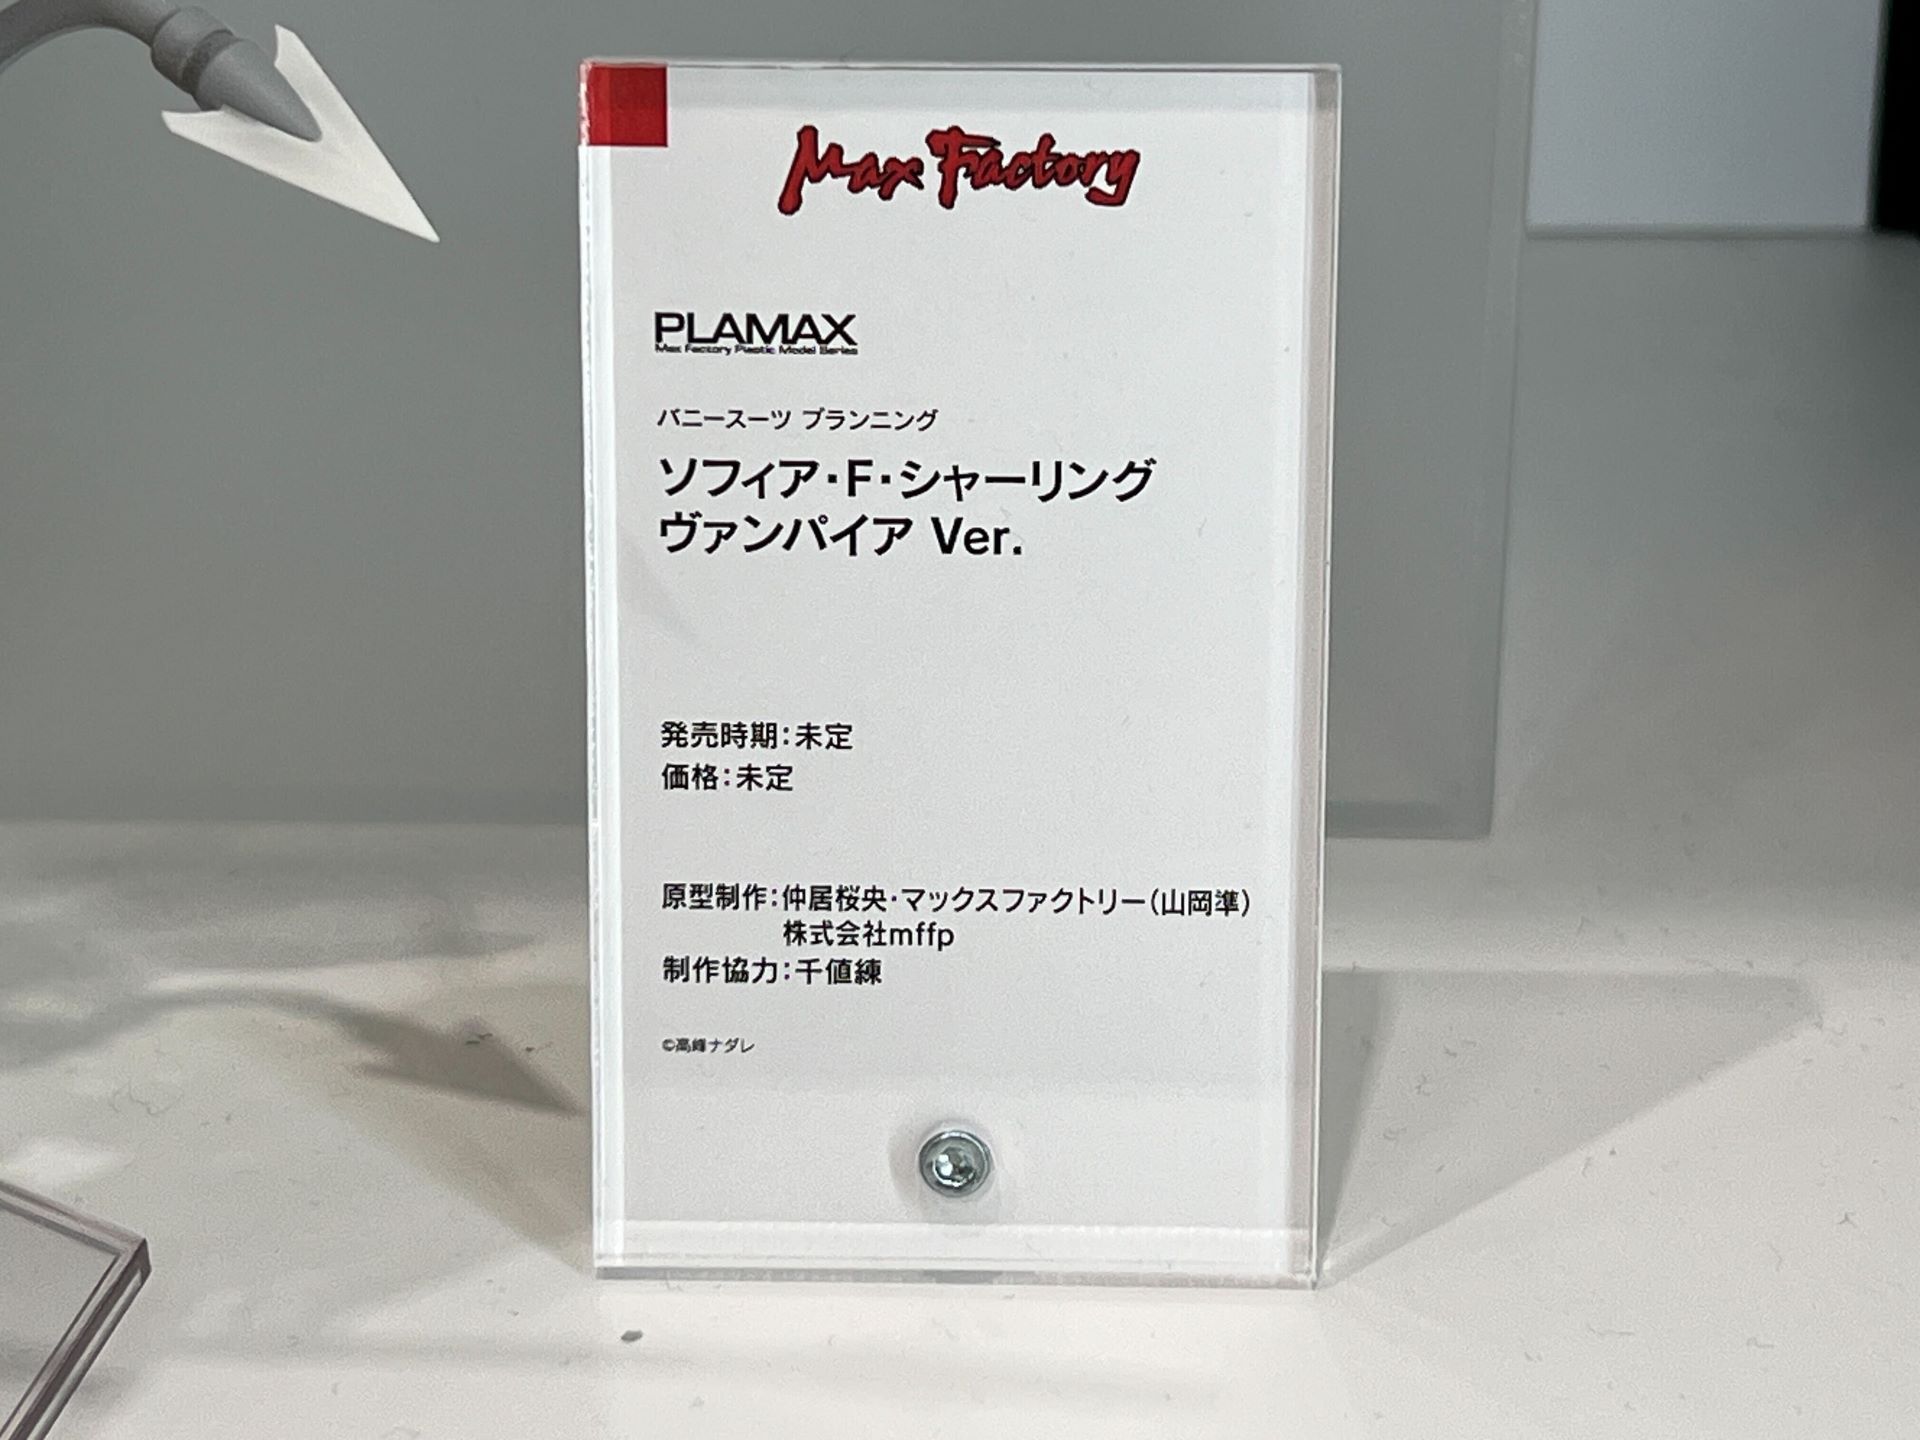 Max Factory
PLAMAX
Max Factory Plastic Model Series
バニースーツ プランニング
ソフィア・F・シャーリング
ヴァンパイア Ver.
発売時期：未定
価格：未定
原型制作：仲居桜央・マックスファクトリー（山岡準）
株式会社mffp
制作協力：千値練
©高峰ナダレ